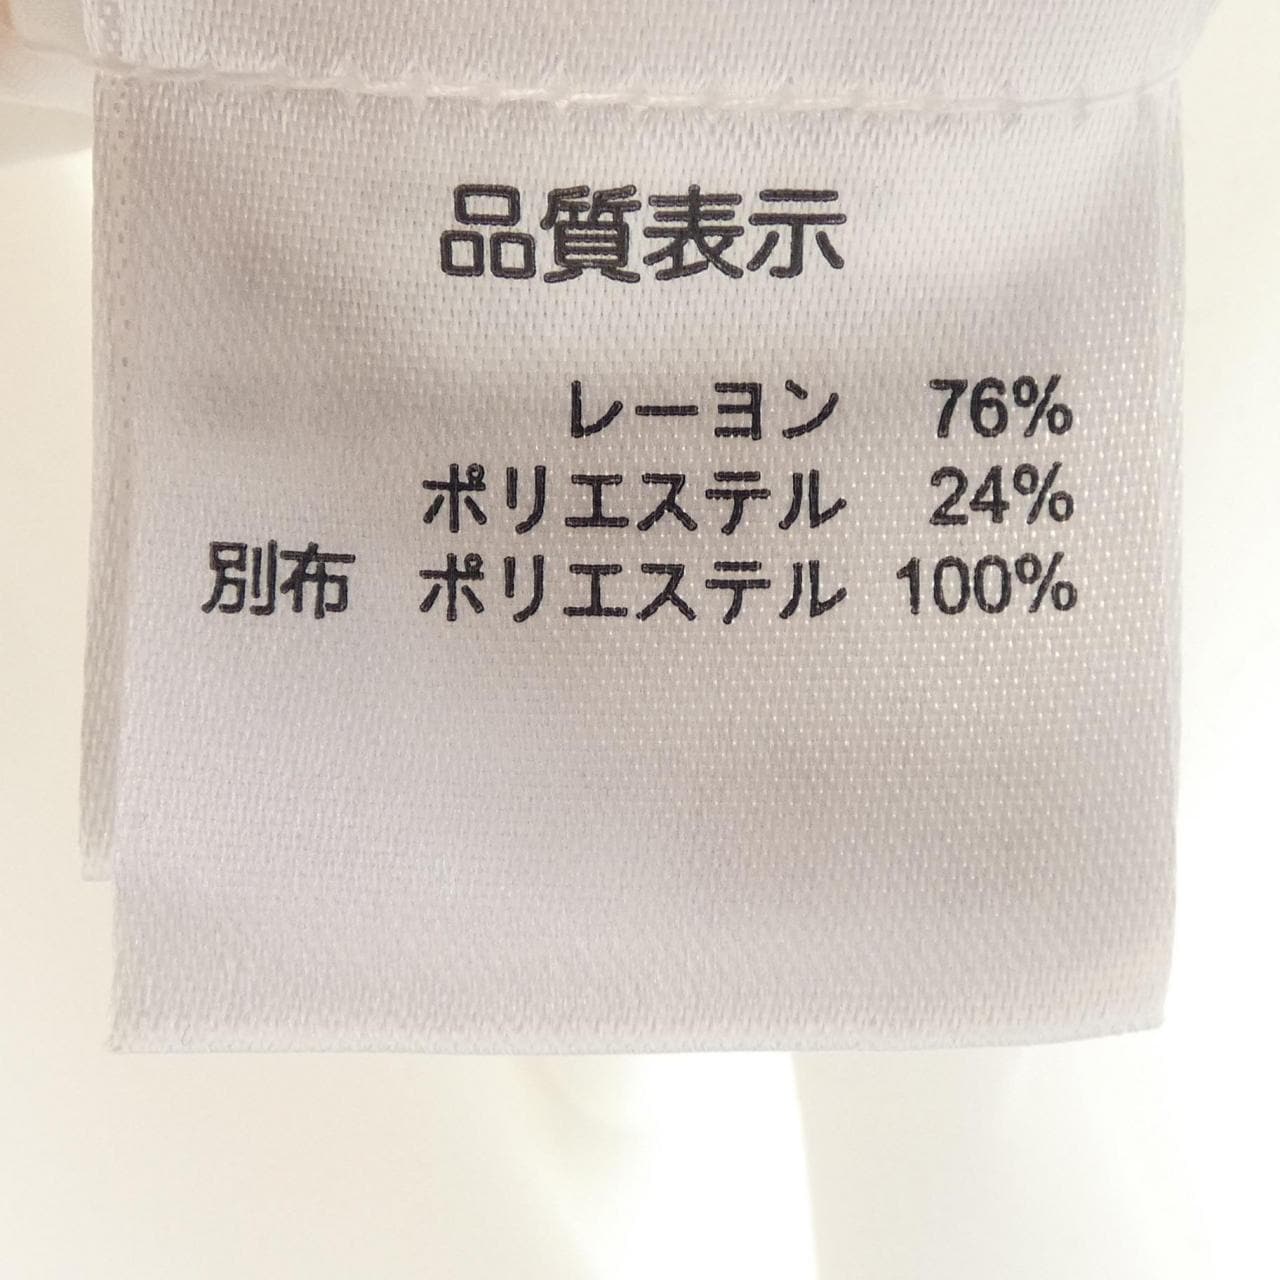 品質表示
レーヨン 76%
ポリエステル 24%
別布 ポリエステル 100%